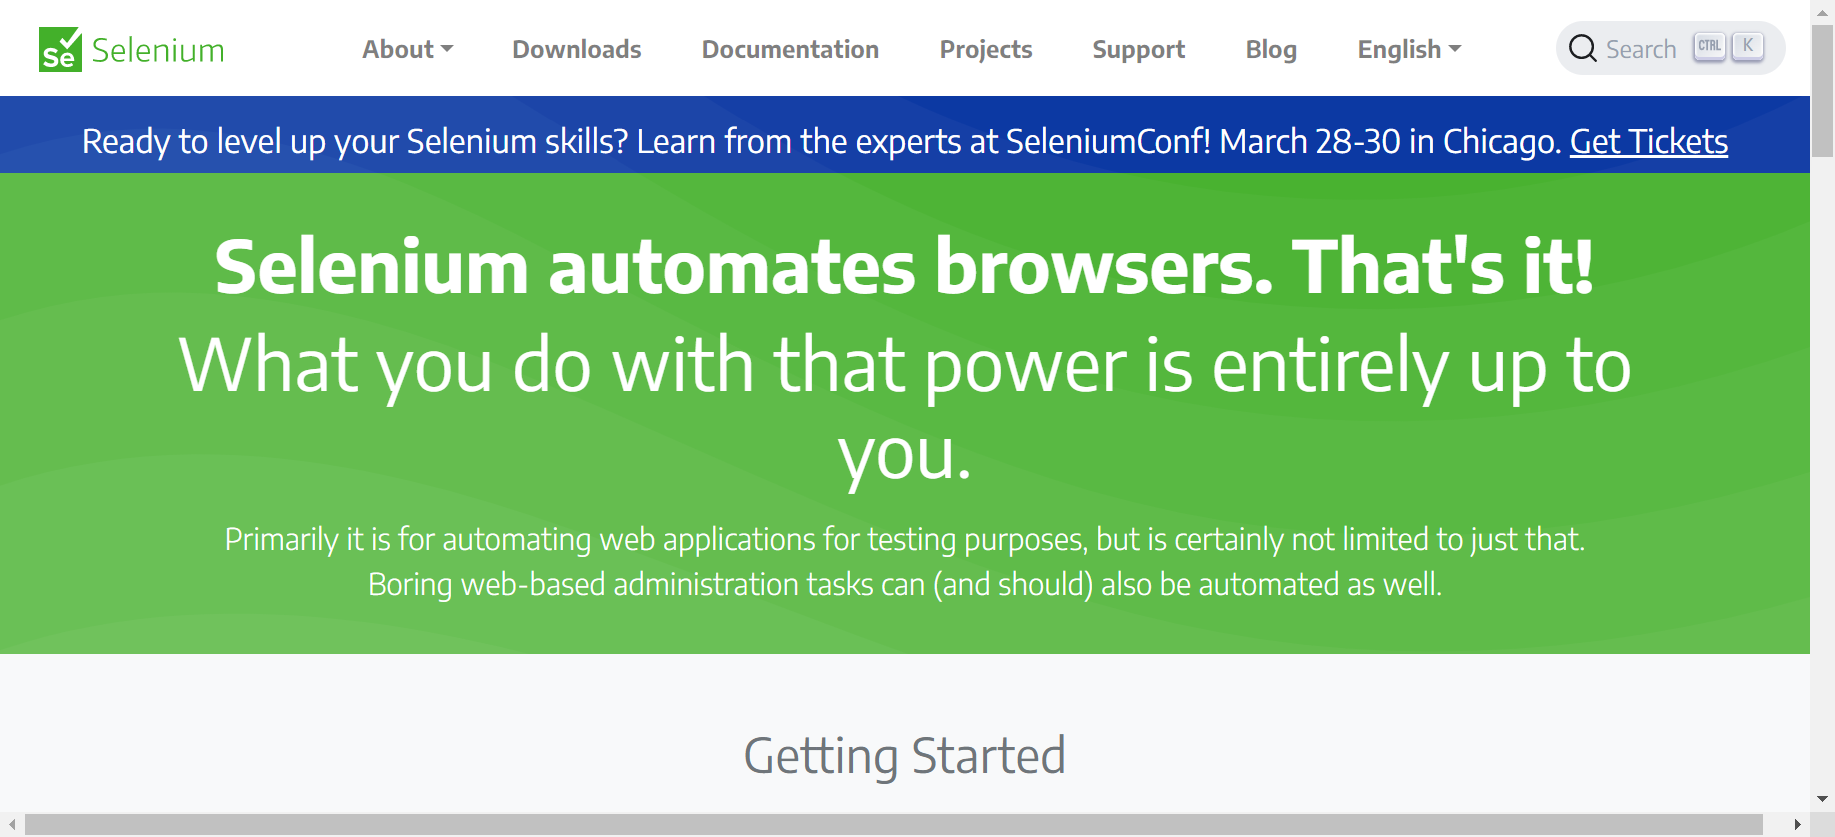 Se Selenium About Downloads Documentation Projects Support Blog English Search CTRL K
Ready to level up your Selenium skills? Learn from the experts at SeleniumConf! March 28-30 in Chicago. Get Tickets
Selenium automates browsers. That's it!
What you do with that power is entirely up to
you.
Primarily it is for automating web applications for testing purposes, but is certainly not limited to just that.
Boring web-based administration tasks can (and should) also be automated as well.
Getting Started